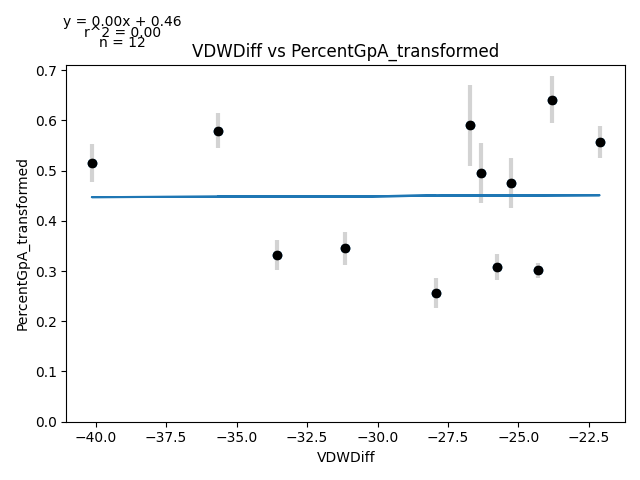 y = 0.00x + 0.46
r^2 = 0.00
n = 12
VDWDiff vs PercentGpA_transformed
PercentGpA_transformed
0.7
0.6
0.5
0.4
0.3
0.2
0.1
0.0
−40.0 −37.5 −35.0 −32.5 −30.0 −27.5 −25.0 −22.5
VDWDiff